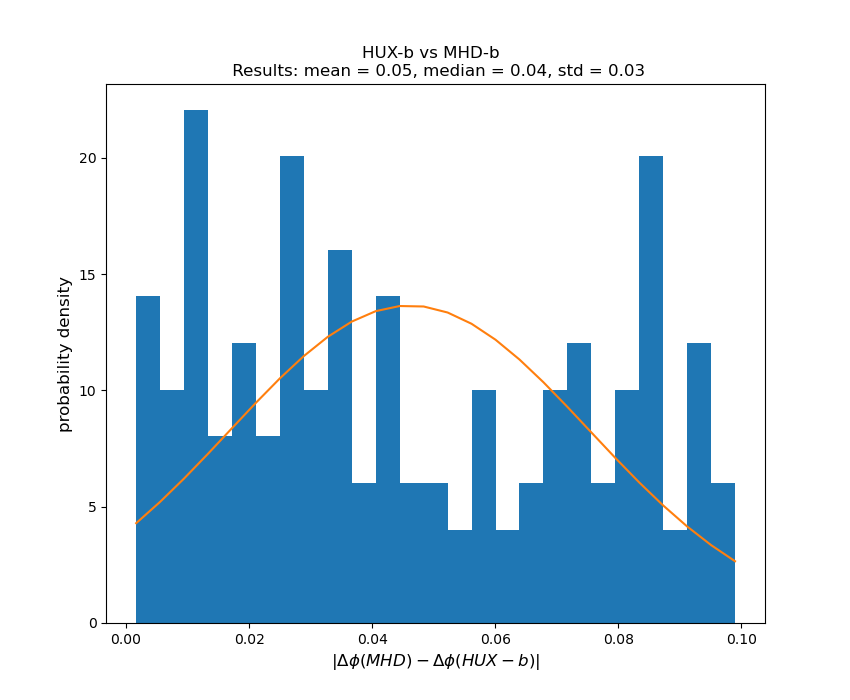 HUX-b vs MHD-b
Results: mean = 0.05, median = 0.04, std = 0.03
probability density
20
15
10
5
0
0.00 0.02 0.04 0.06 0.08 0.10
|Δϕ(MHD) − Δϕ(HUX − b)|